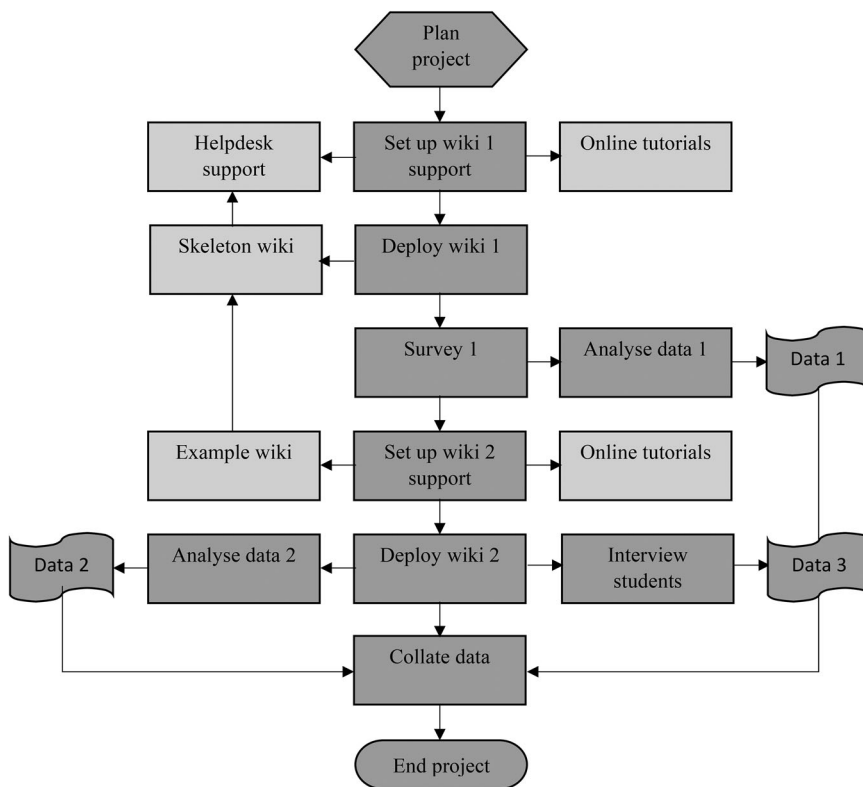 Plan
project
Helpdesk
support
Set up wiki 1
support
Online tutorials
Skeleton wiki
Deploy wiki 1
Survey 1
Analyse data 1
Data 1
Example wiki
Set up wiki 2
support
Online tutorials
Data 2
Analyse data 2
Deploy wiki 2
Interview
students
Data 3
Collate data
End project